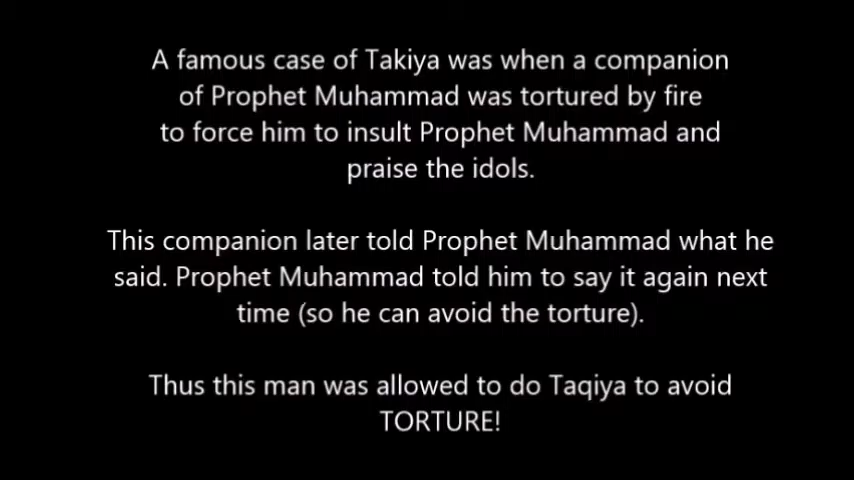 A famous case of Takiya was when a companion
of Prophet Muhammad was tortured by fire
to force him to insult Prophet Muhammad and
praise the idols.
This companion later told Prophet Muhammad what he
said. Prophet Muhammad told him to say it again next
time (so he can avoid the torture).
Thus this man was allowed to do Taqiya to avoid
TORTURE!